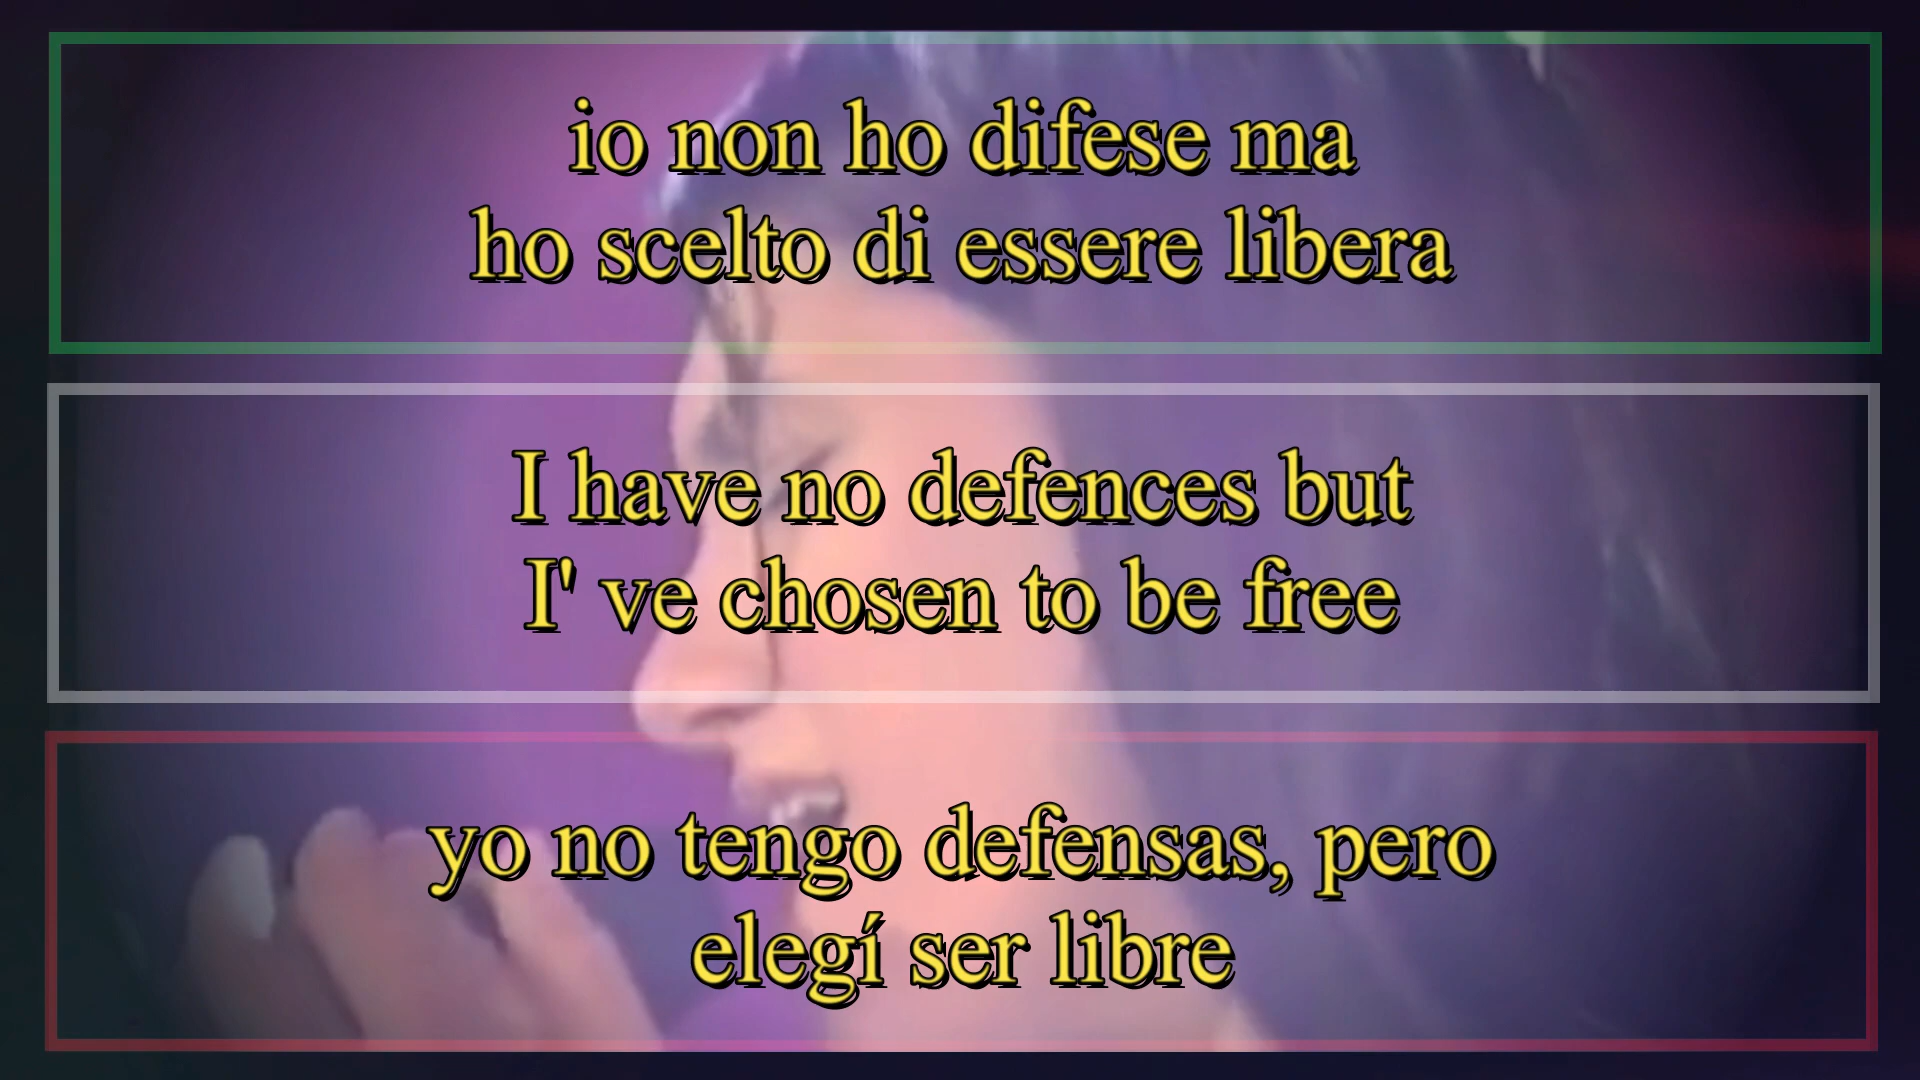 io non ho difese ma
ho scelto di essere libera
I have no defences but
I' ve chosen to be free
yo no tengo defensas, pero
elegí ser libre